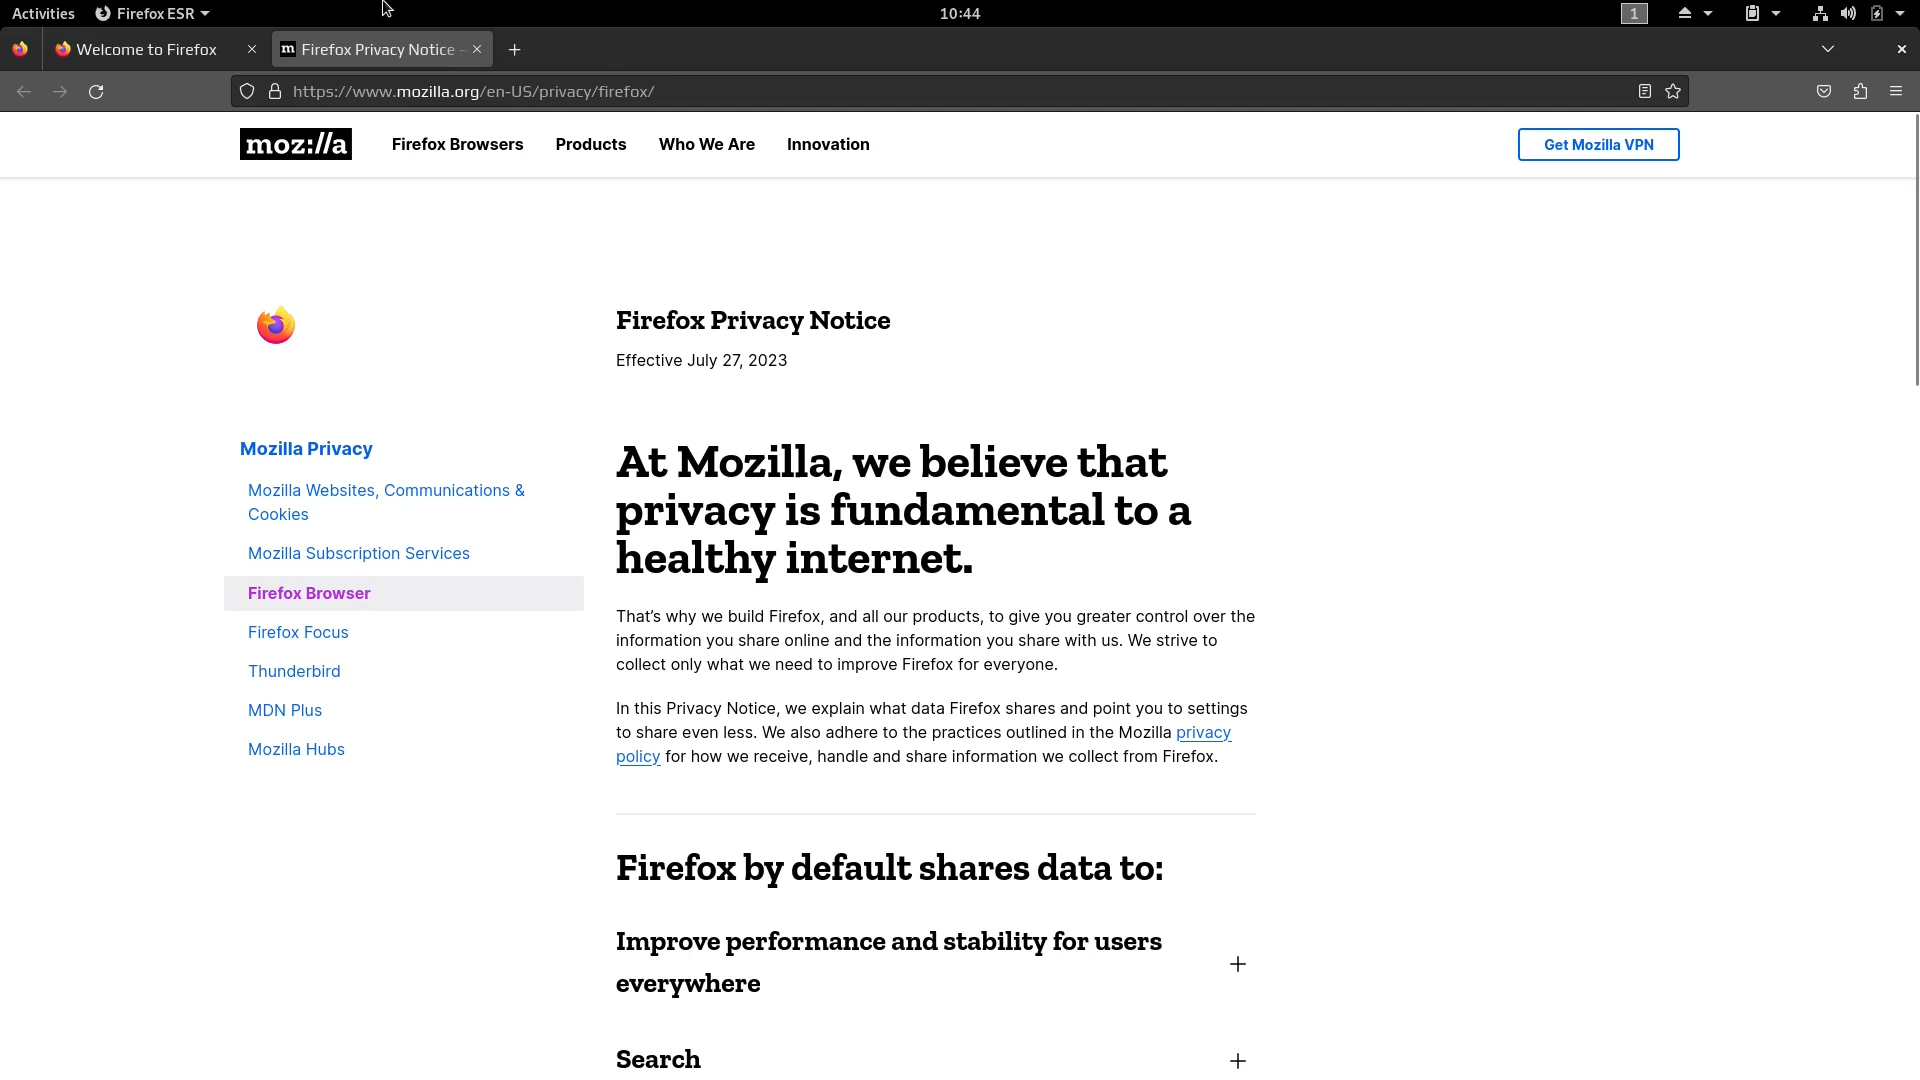 Activities Firefox ESR 10:44 1
Welcome to Firefox Firefox Privacy Notice –
https://www.mozilla.org/en-US/privacy/firefox/
moz://a Firefox Browsers Products Who We Are Innovation Get Mozilla VPN
Firefox Privacy Notice
Effective July 27, 2023
Mozilla Privacy
Mozilla Websites, Communications &
Cookies
Mozilla Subscription Services
Firefox Browser
Firefox Focus
Thunderbird
MDN Plus
Mozilla Hubs
At Mozilla, we believe that
privacy is fundamental to a
healthy internet.
That’s why we build Firefox, and all our products, to give you greater control over the
information you share online and the information you share with us. We strive to
collect only what we need to improve Firefox for everyone.
In this Privacy Notice, we explain what data Firefox shares and point you to settings
to share even less. We also adhere to the practices outlined in the Mozilla privacy
policy for how we receive, handle and share information we collect from Firefox.
Firefox by default shares data to:
Improve performance and stability for users
everywhere
Search